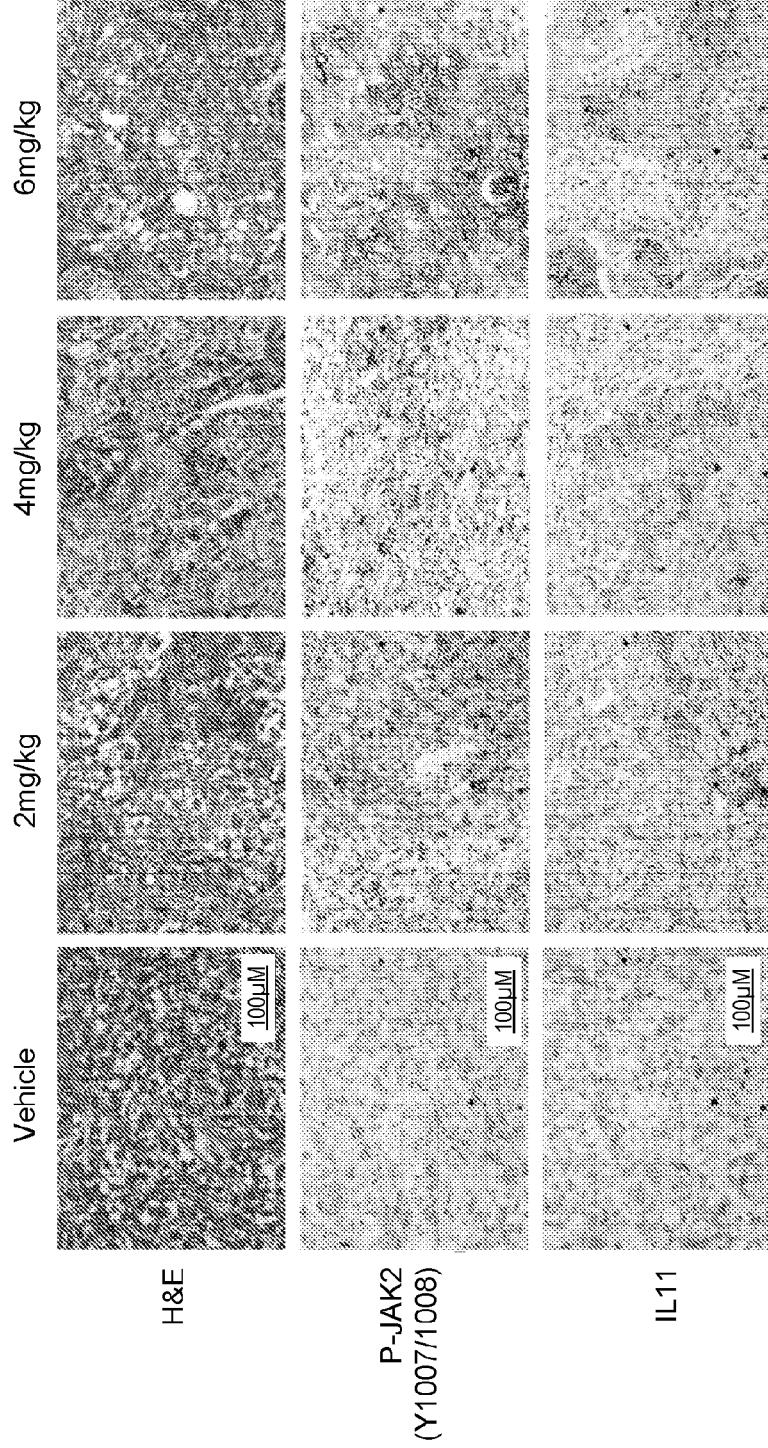 Vehicle
2mg/kg
4mg/kg
6mg/kg
H&E
100µM
P-JAK2
(Y1007/1008)
100µM
IL11
100µM